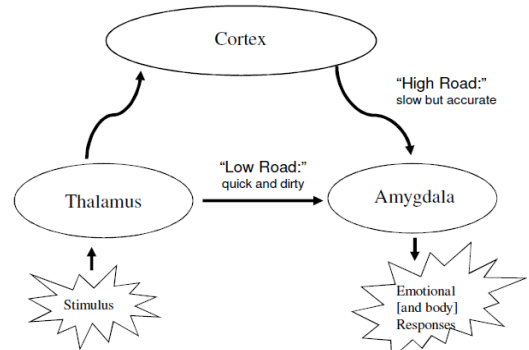 Cortex
“High Road:”
slow but accurate
“Low Road:”
quick and dirty
Thalamus
Amygdala
Stimulus
Emotional
[and body]
Responses